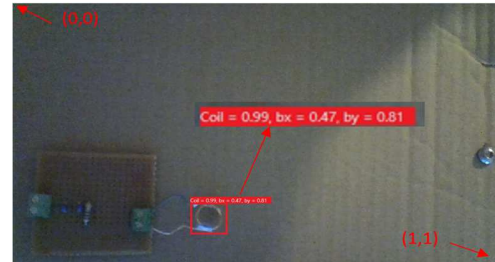 (0,0)
Coil = 0.99, bx = 0.47, by = 0.81
Coil = 0.99, bx = 0.47, by = 0.81
(1,1)